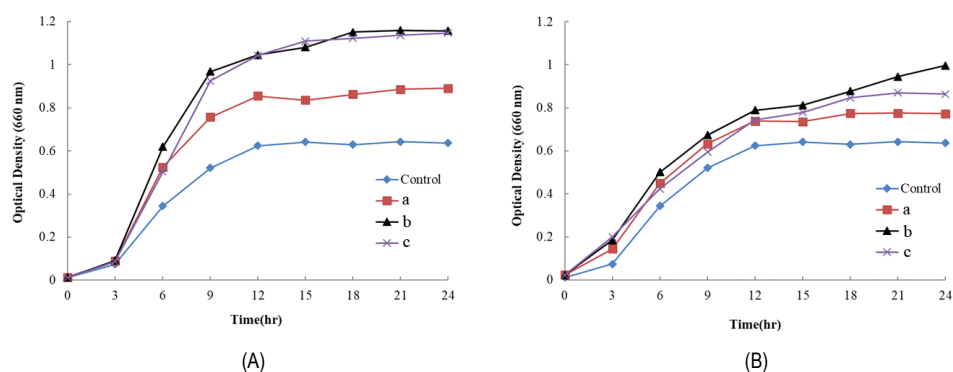 1.2
1
0.8
0.6
0.4
0.2
0
Optical Density (660 nm)
0 3 6 9 12 15 18 21 24
Time(hr)
Control
a
b
c
(A)
1.2
1
0.8
0.6
0.4
0.2
0
Optical Density (660 nm)
0 3 6 9 12 15 18 21 24
Time(hr)
Control
a
b
c
(B)